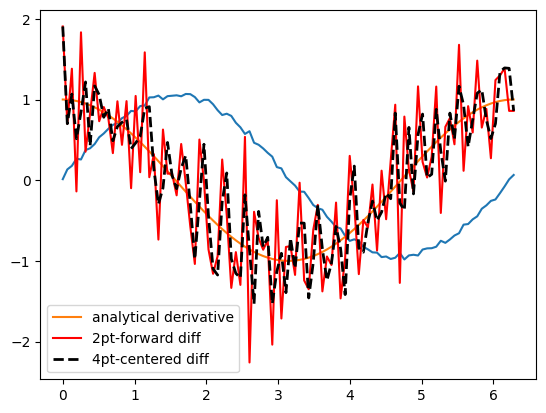 2
1
0
−1
−2
analytical derivative
2pt-forward diff
4pt-centered diff
0 1 2 3 4 5 6